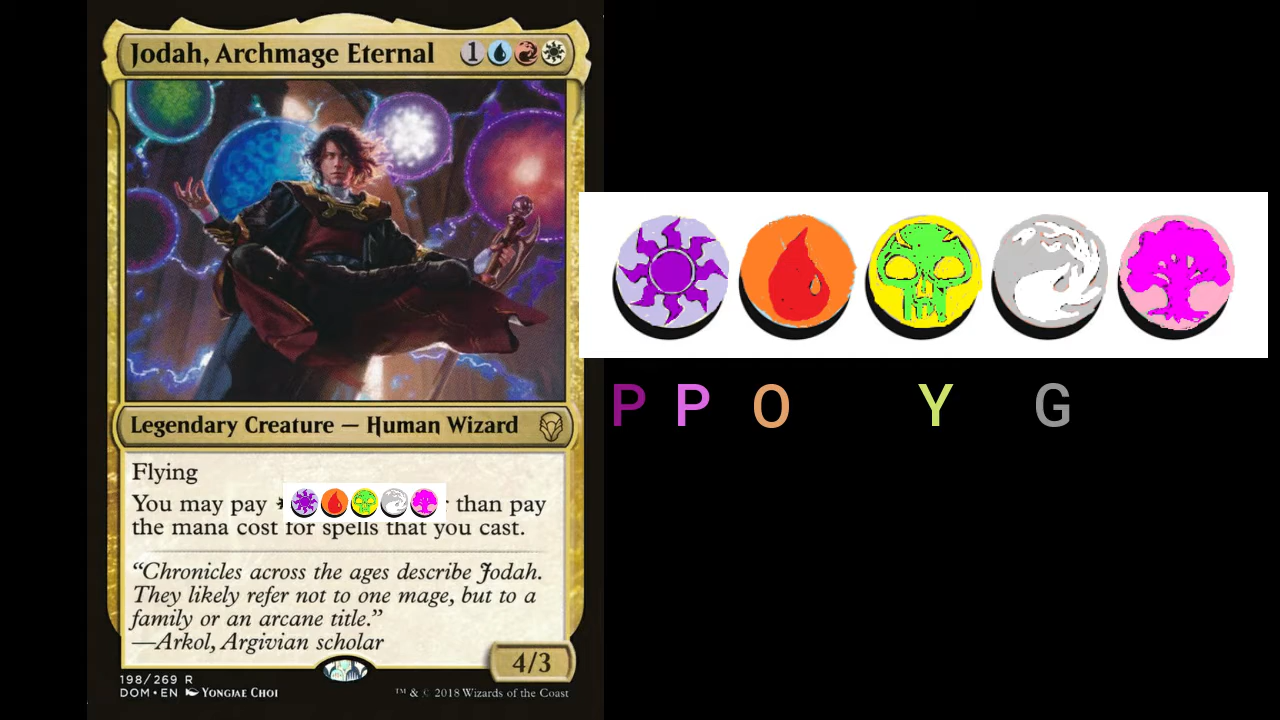 Jodah, Archmage Eternal 1
P P O Y G
Legendary Creature — Human Wizard
Flying
You may pay than pay
the mana cost for spells that you cast.
“Chronicles across the ages describe Jodah.
They likely refer not to one mage, but to a
family or an arcane title.”
—Arkol, Argivian scholar
4/3
198/269 R
DOM • EN Yongjae Choi
™ & © 2018 Wizards of the Coast